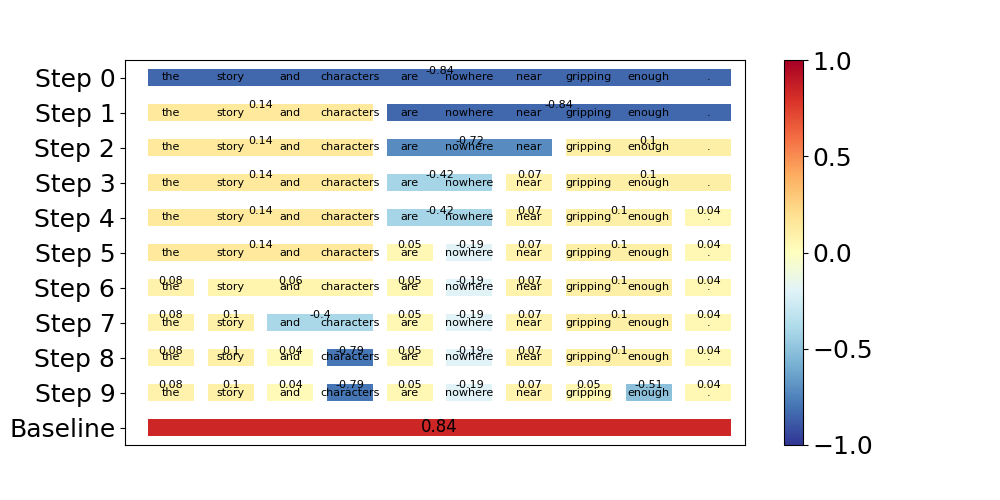 -0.84
Step 0 the story and characters are nowhere near gripping enough .
0.14 -0.84
Step 1 the story and characters are nowhere near gripping enough .
0.14 -0.72 0.1
Step 2 the story and characters are nowhere near gripping enough .
0.14 -0.42 0.07 0.1
Step 3 the story and characters are nowhere near gripping enough .
0.14 -0.42 0.07 0.1 0.04
Step 4 the story and characters are nowhere near gripping enough .
0.14 0.05 -0.19 0.07 0.1 0.04
Step 5 the story and characters are nowhere near gripping enough .
0.08 0.06 0.05 -0.19 0.07 0.1 0.04
Step 6 the story and characters are nowhere near gripping enough .
0.08 0.1 -0.4 0.05 -0.19 0.07 0.1 0.04
Step 7 the story and characters are nowhere near gripping enough .
0.08 0.1 0.04 -0.79 0.05 -0.19 0.07 0.1 0.04
Step 8 the story and characters are nowhere near gripping enough .
0.08 0.1 0.04 -0.79 0.05 -0.19 0.07 0.05 -0.51 0.04
Step 9 the story and characters are nowhere near gripping enough .
Baseline 0.84
1.0
0.5
0.0
−0.5
−1.0